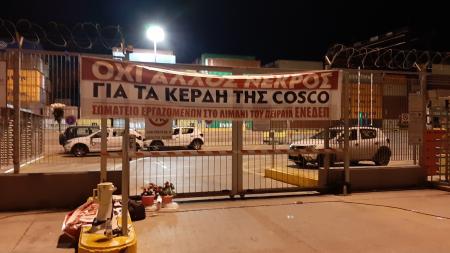 ΟΧΙ ΑΛΛΟΣ ΝΕΚΡΟΣ
ΓΙΑ ΤΑ ΚΕΡΔΗ ΤΗΣ COSCO
ΣΩΜΑΤΕΙΟ ΕΡΓΑΖΟΜΕΝΩΝ ΣΤΟ ΛΙΜΑΝΙ ΤΟΥ ΠΕΙΡΑΙΑ ΕΝΕΔΕΠ